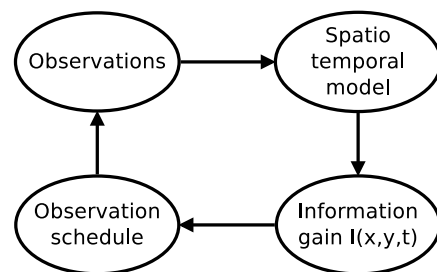 Observations
Spatio
temporal
model
Observation
schedule
Information
gain I(x,y,t)